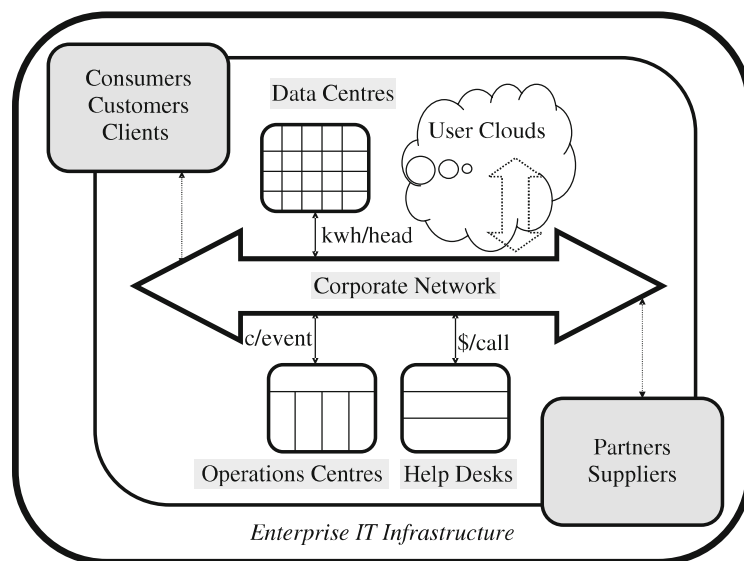 Consumers
Customers
Clients
Data Centres
User Clouds
kwh/head
Corporate Network
c/event
$/call
Operations Centres
Help Desks
Partners
Suppliers
Enterprise IT Infrastructure